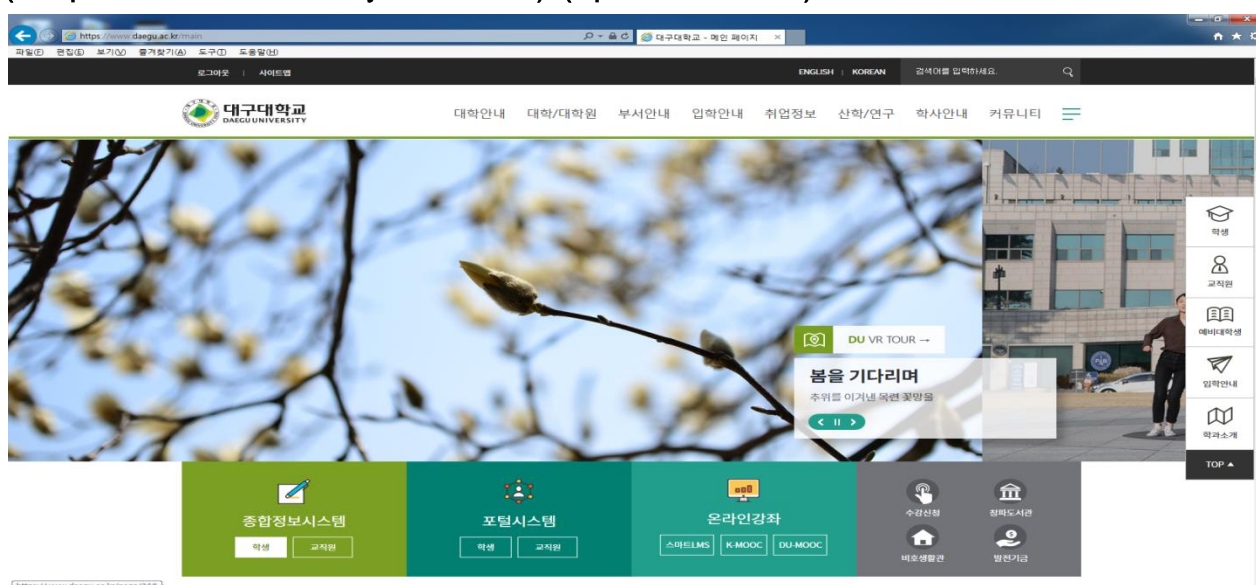 https://www.daegu.ac.kr/main
대구대학교 - 메인 페이지
파일(F) 편집(E) 보기(V) 즐겨찾기(A) 도구(T) 도움말(H)
로그아웃 | 사이트맵
ENGLISH | KOREAN
검색어를 입력하세요.
대구대학교
DAEGU UNIVERSITY
대학안내 대학/대학원 부서안내 입학안내 취업정보 산학/연구 학사안내 커뮤니티
학생
교직원
예비대학생
입학안내
학과소개
TOP ▲
DU VR TOUR →
봄을 기다리며
추위를 이겨낸 목련 꽃망울
종합정보시스템
학생 교직원
포털시스템
학생 교직원
온라인강좌
스마트LMS K-MOOC DU-MOOC
수강신청 창파도서관
비호생활관 발전기금